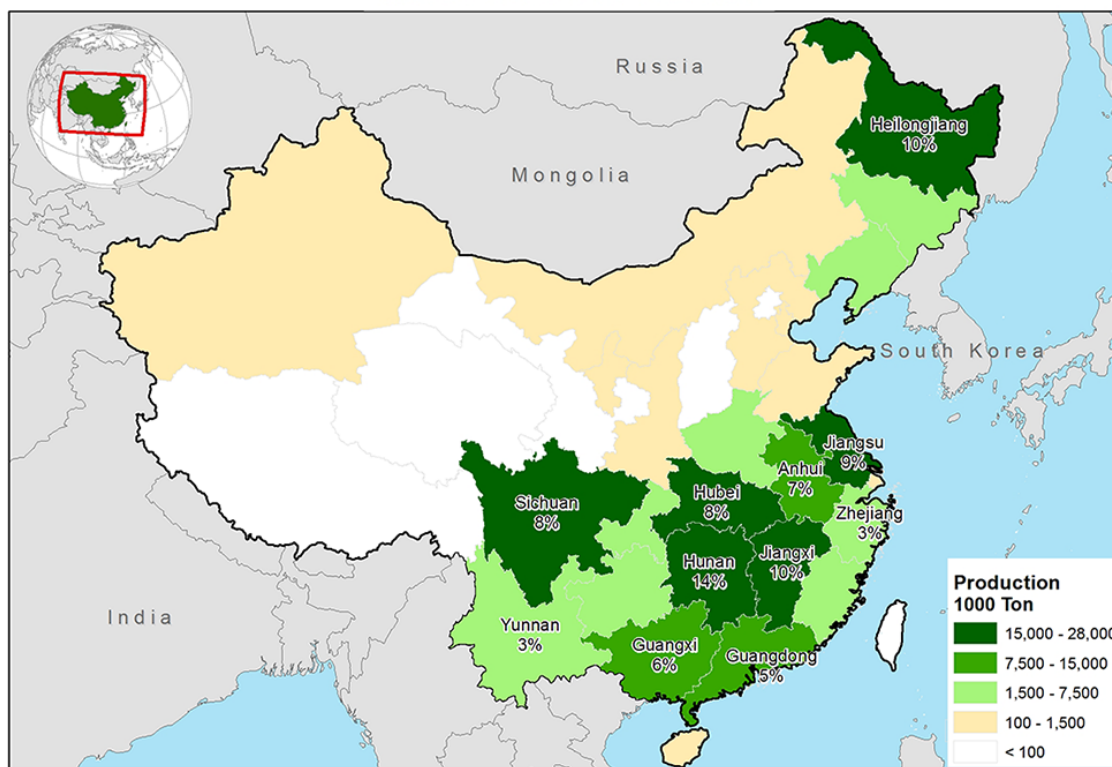 Russia
Heilongjiang
10%
Mongolia
South Korea
Jiangsu
9%
Anhui
7%
Sichuan
8%
Hubei
8%
Zhejiang
3%
Hunan
14%
Jiangxi
10%
India
Yunnan
3%
Guangxi
6%
Guangdong
5%
Production
1000 Ton
15,000 - 28,000
7,500 - 15,000
1,500 - 7,500
100 - 1,500
< 100